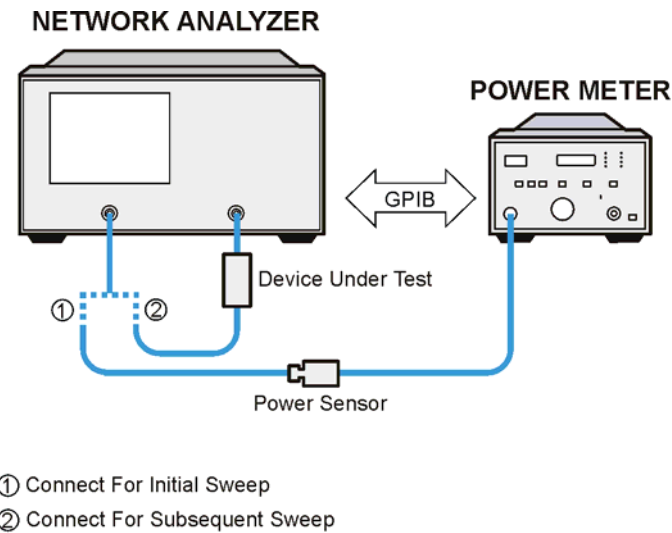 NETWORK ANALYZER
POWER METER
GPIB
Device Under Test
① ②
Power Sensor
① Connect For Initial Sweep
② Connect For Subsequent Sweep